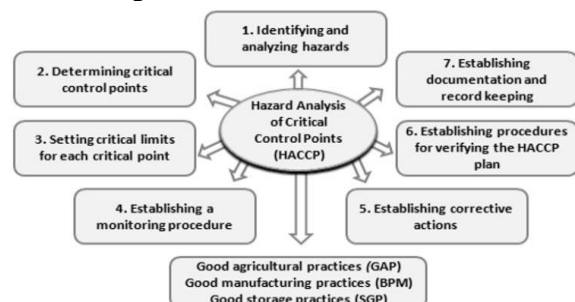 1. Identifying and
analyzing hazards
2. Determining critical
control points
7. Establishing
documentation and
record keeping
Hazard Analysis
of Critical
Control Points
(HACCP)
3. Setting critical limits
for each critical point
6. Establishing procedures
for verifying the HACCP
plan
4. Establishing a
monitoring procedure
5. Establishing corrective
actions
Good agricultural practices (GAP)
Good manufacturing practices (BPM)
Good storage practices (SGP)